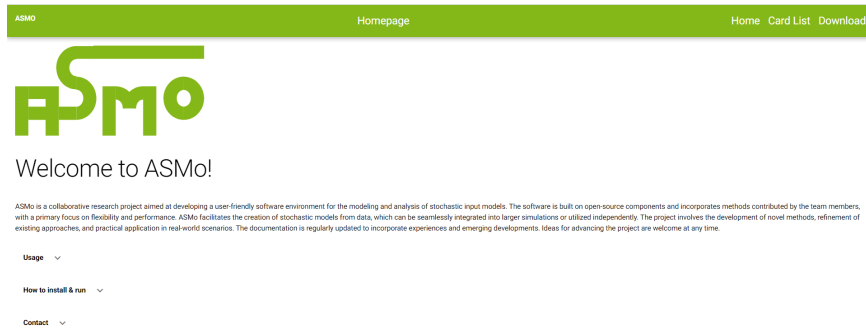 ASMO
Homepage
Home Card List Download
ASMO
Welcome to ASMo!
ASMo is a collaborative research project aimed at developing a user-friendly software environment for the modeling and analysis of stochastic input models. The software is built on open-source components and incorporates methods contributed by the team members,
with a primary focus on flexibility and performance. ASMo facilitates the creation of stochastic models from data, which can be seamlessly integrated into larger simulations or utilized independently. The project involves the development of novel methods, refinement of
existing approaches, and practical application in real-world scenarios. The documentation is regularly updated to incorporate experiences and emerging developments. Ideas for advancing the project are welcome at any time.
Usage
How to install & run
Contact